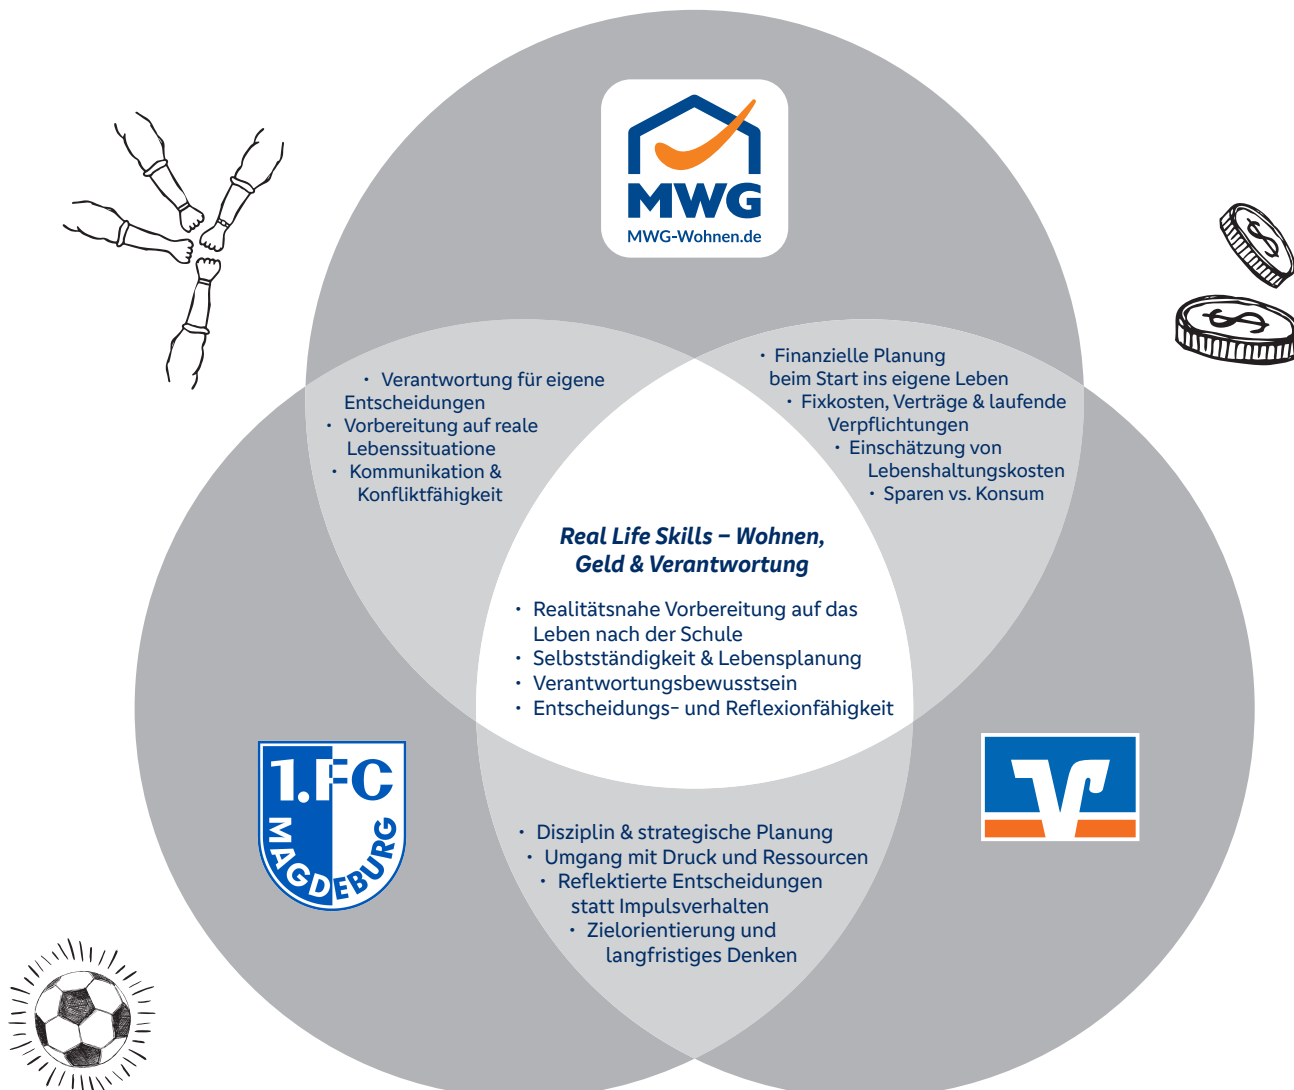 MWG
MWG-Wohnen.de
· Verantwortung für eigene
Entscheidungen
· Vorbereitung auf reale
Lebenssituatione
· Kommunikation &
Konfliktfähigkeit
· Finanzielle Planung
beim Start ins eigene Leben
· Fixkosten, Verträge & laufende
Verpflichtungen
· Einschätzung von
Lebenshaltungskosten
· Sparen vs. Konsum
Real Life Skills – Wohnen,
Geld & Verantwortung
· Realitätsnahe Vorbereitung auf das
Leben nach der Schule
· Selbstständigkeit & Lebensplanung
· Verantwortungsbewusstsein
· Entscheidungs- und Reflexionfähigkeit
1.FC
MAGDEBURG
· Disziplin & strategische Planung
· Umgang mit Druck und Ressourcen
· Reflektierte Entscheidungen
statt Impulsverhalten
· Zielorientierung und
langfristiges Denken